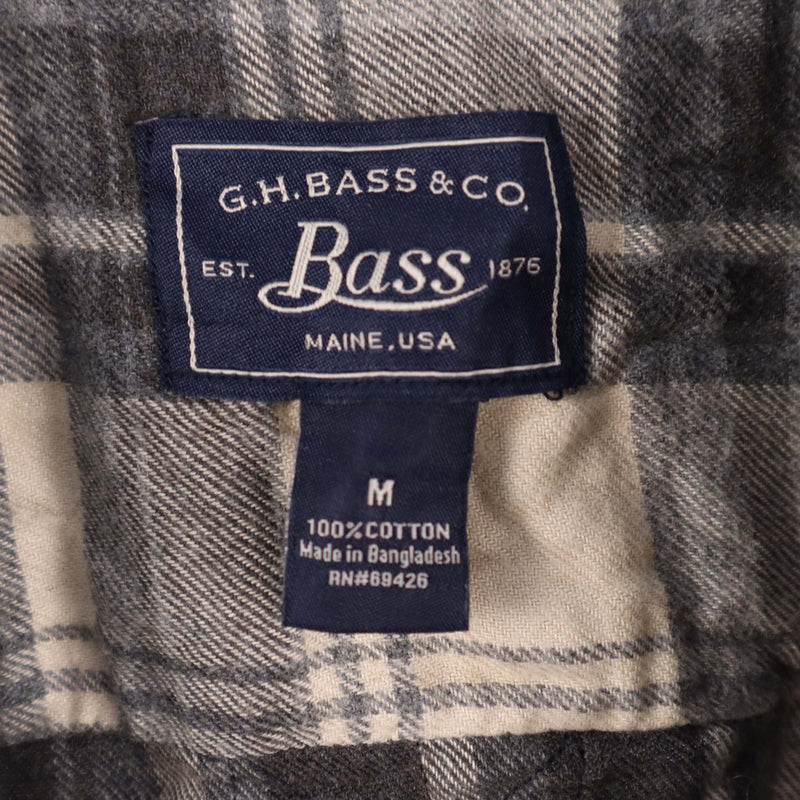 G.H.BASS & CO.
EST. Bass 1876
MAINE, USA
M
100% COTTON
Made in Bangladesh
RN#69426